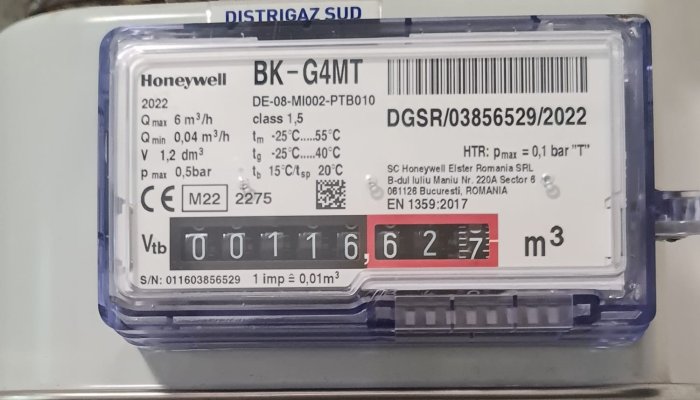 DISTRIGAZ SUD
Honeywell BK-G4MT
2022 DE-08-MI002-PTB010
Qmax 6 m³/h class 1,5
Qmin 0,04 m³/h tm -25°C.....55°C
V 1,2 dm³ tg -25°C.....40°C
pmax 0,5bar tb 15°C/tsp 20°C
CE M22 2275
DGSR/03856529/2022
HTR: pmax = 0,1 bar "T"
SC Honeywell Elster Romania SRL
B-dul Iuliu Maniu Nr. 220A Sector 6
061126 Bucuresti, ROMANIA
EN 1359:2017
Vtb 00116,627 m³
S/N: 011603856529 1 imp ≙ 0,01m³